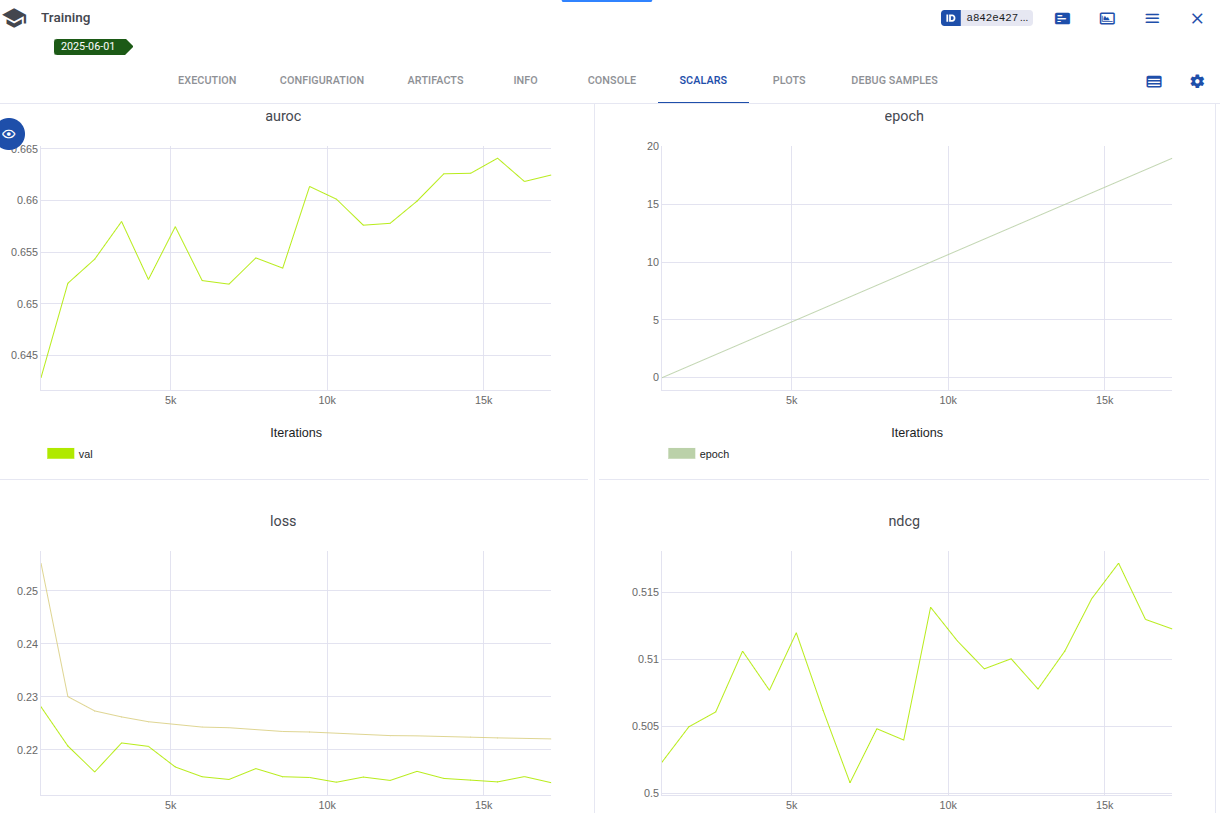 Training
ID a842e427...
2025-06-01
EXECUTION CONFIGURATION ARTIFACTS INFO CONSOLE SCALARS PLOTS DEBUG SAMPLES
auroc
0.665
0.66
0.655
0.65
0.645
5k 10k 15k
Iterations
val
epoch
20
15
10
5
0
5k 10k 15k
Iterations
epoch
loss
0.25
0.24
0.23
0.22
5k 10k 15k
ndcg
0.515
0.51
0.505
0.5
5k 10k 15k